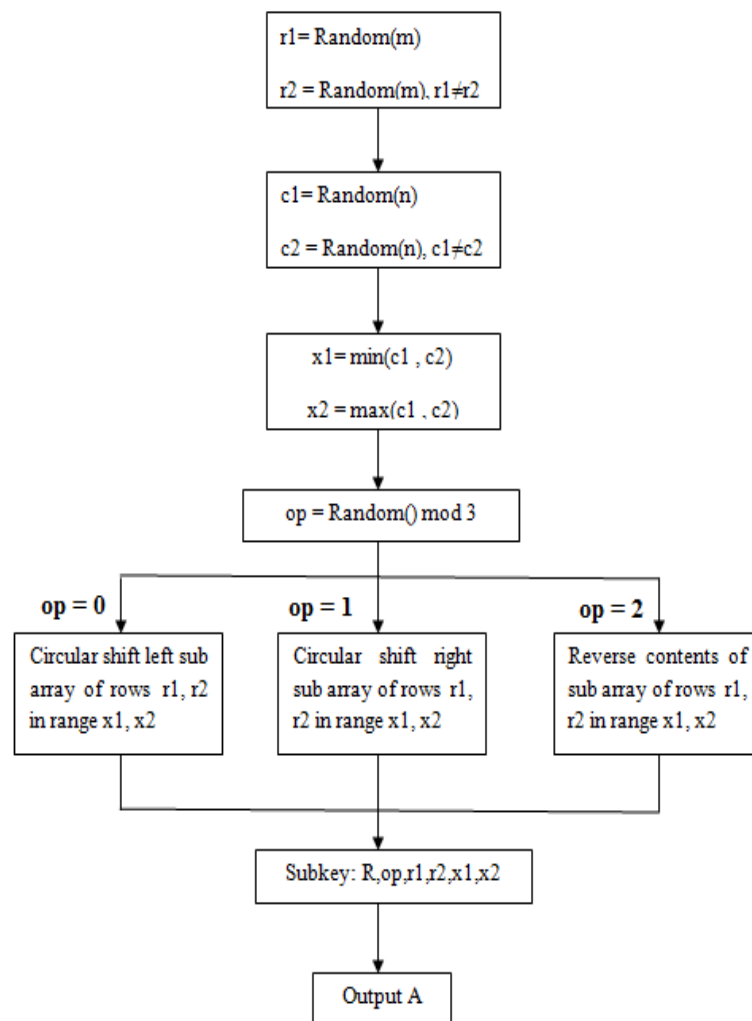 r1= Random(m)
r2 = Random(m), r1≠r2
c1= Random(n)
c2 = Random(n), c1≠c2
x1= min(c1 , c2)
x2 = max(c1 , c2)
op = Random() mod 3
op = 0
op = 1
op = 2
Circular shift left sub
array of rows r1, r2
in range x1, x2
Circular shift right
sub array of rows r1,
r2 in range x1, x2
Reverse contents of
sub array of rows r1,
r2 in range x1, x2
Subkey: R,op,r1,r2,x1,x2
Output A